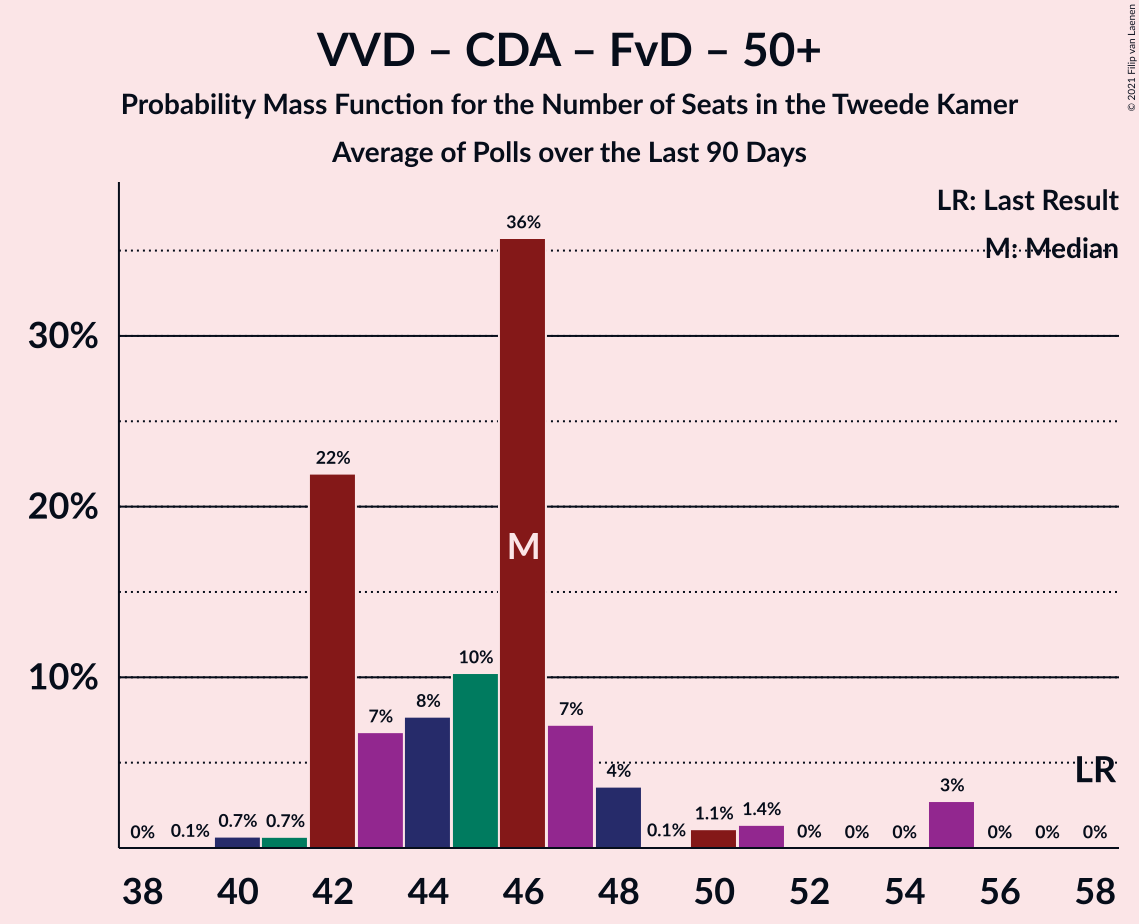 VVD – CDA – FvD – 50+
Probability Mass Function for the Number of Seats in the Tweede Kamer
Average of Polls over the Last 90 Days
© 2021 Filip van Laenen
LR: Last Result
M: Median
36%
30%
22%
20%
M
10%
10%
8%
7%
7%
LR
4%
3%
1.4%
1.1%
0.7%
0.7%
0%
0.1%
0.1%
0%
0%
0%
0%
0%
0%
38 40 42 44 46 48 50 52 54 56 58